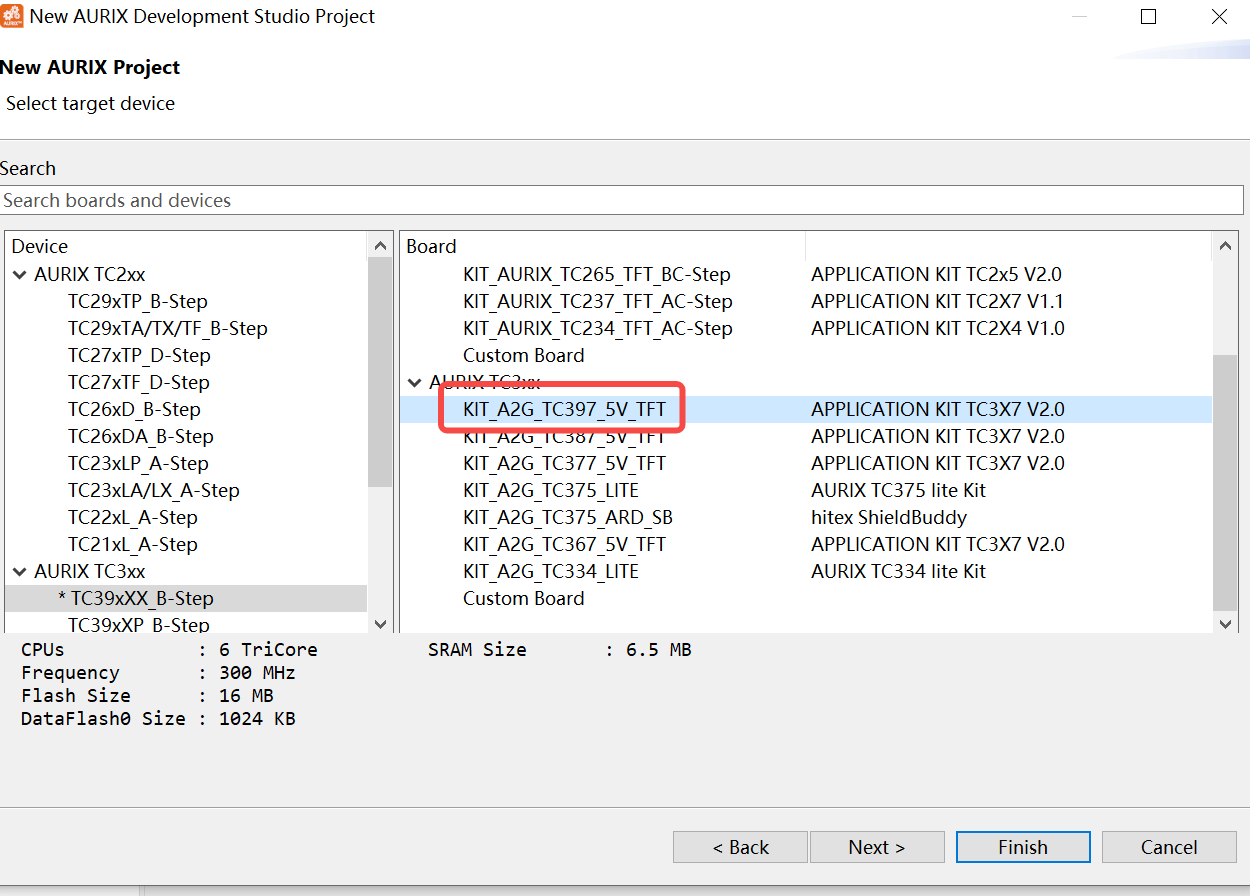 New AURIX Development Studio Project
New AURIX Project
Select target device
Search
Search boards and devices
Device
AURIX TC2xx
TC29xTP_B-Step
TC29xTA/TX/TF_B-Step
TC27xTP_D-Step
TC27xTF_D-Step
TC26xD_B-Step
TC26xDA_B-Step
TC23xLP_A-Step
TC23xLA/LX_A-Step
TC22xL_A-Step
TC21xL_A-Step
AURIX TC3xx
* TC39xXX_B-Step
TC39xXP_B-Step
Board
KIT_AURIX_TC265_TFT_BC-Step APPLICATION KIT TC2x5 V2.0
KIT_AURIX_TC237_TFT_AC-Step APPLICATION KIT TC2X7 V1.1
KIT_AURIX_TC234_TFT_AC-Step APPLICATION KIT TC2X4 V1.0
Custom Board
AURIX TC3xx
KIT_A2G_TC397_5V_TFT APPLICATION KIT TC3X7 V2.0
KIT_A2G_TC387_5V_TFT APPLICATION KIT TC3X7 V2.0
KIT_A2G_TC377_5V_TFT APPLICATION KIT TC3X7 V2.0
KIT_A2G_TC375_LITE AURIX TC375 lite Kit
KIT_A2G_TC375_ARD_SB hitex ShieldBuddy
KIT_A2G_TC367_5V_TFT APPLICATION KIT TC3X7 V2.0
KIT_A2G_TC334_LITE AURIX TC334 lite Kit
Custom Board
CPUs : 6 TriCore SRAM Size : 6.5 MB
Frequency : 300 MHz
Flash Size : 16 MB
DataFlash0 Size : 1024 KB
< Back Next > Finish Cancel